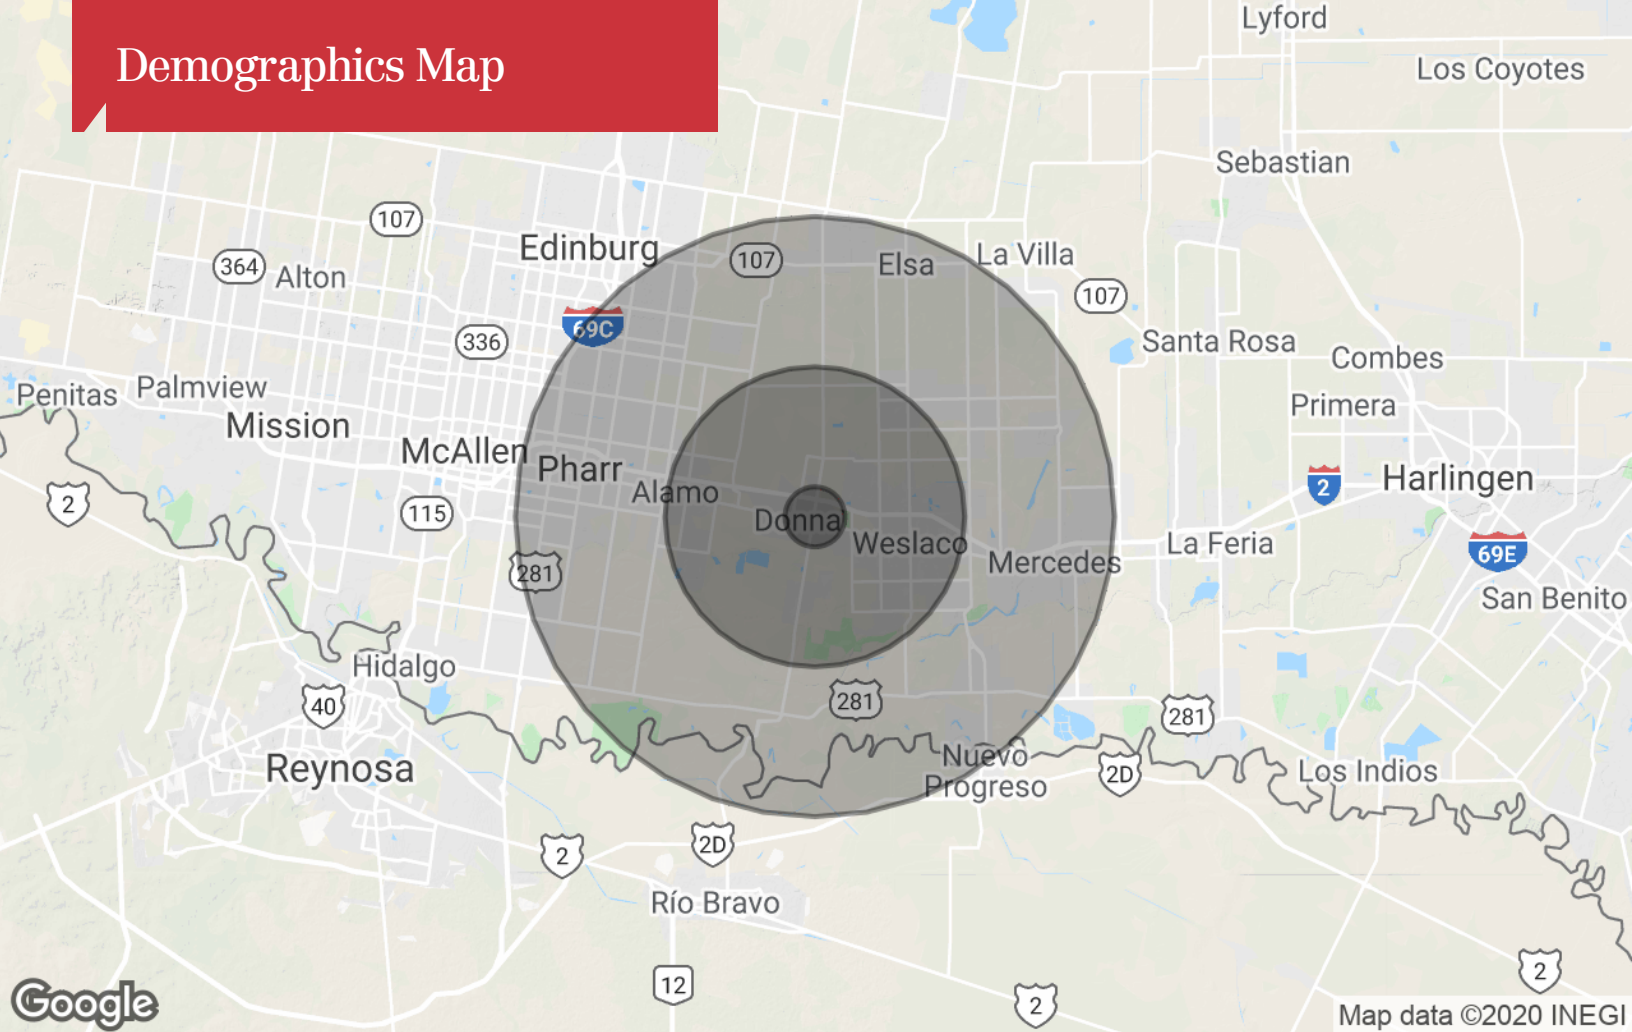 Demographics Map
Lyford
Los Coyotes
Sebastian
107
Edinburg
107
Elsa
La Villa
364
Alton
107
69C
336
Santa Rosa
Combes
Penitas
Palmview
Primera
Mission
McAllen
Pharr
Harlingen
2
Alamo
2
115
Donna
Weslaco
La Feria
69E
281
Mercedes
San Benito
Hidalgo
40
281
281
Nuevo
Progreso
Reynosa
2D
Los Indios
2D
2
Río Bravo
12
2
2
Google
Map data ©2020 INEGI